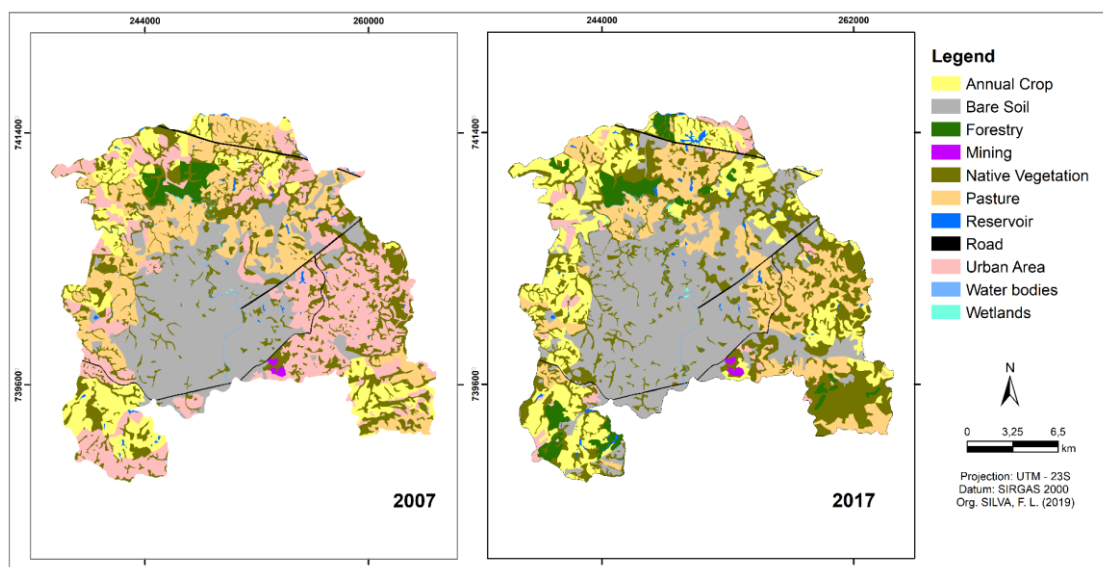 244000 260000
741400
739600
2007
244000 262000
741400
739600
2017
Legend
Annual Crop
Bare Soil
Forestry
Mining
Native Vegetation
Pasture
Reservoir
Road
Urban Area
Water bodies
Wetlands
N
0 3,25 6,5
km
Projection: UTM - 23S
Datum: SIRGAS 2000
Org. SILVA, F. L. (2019)